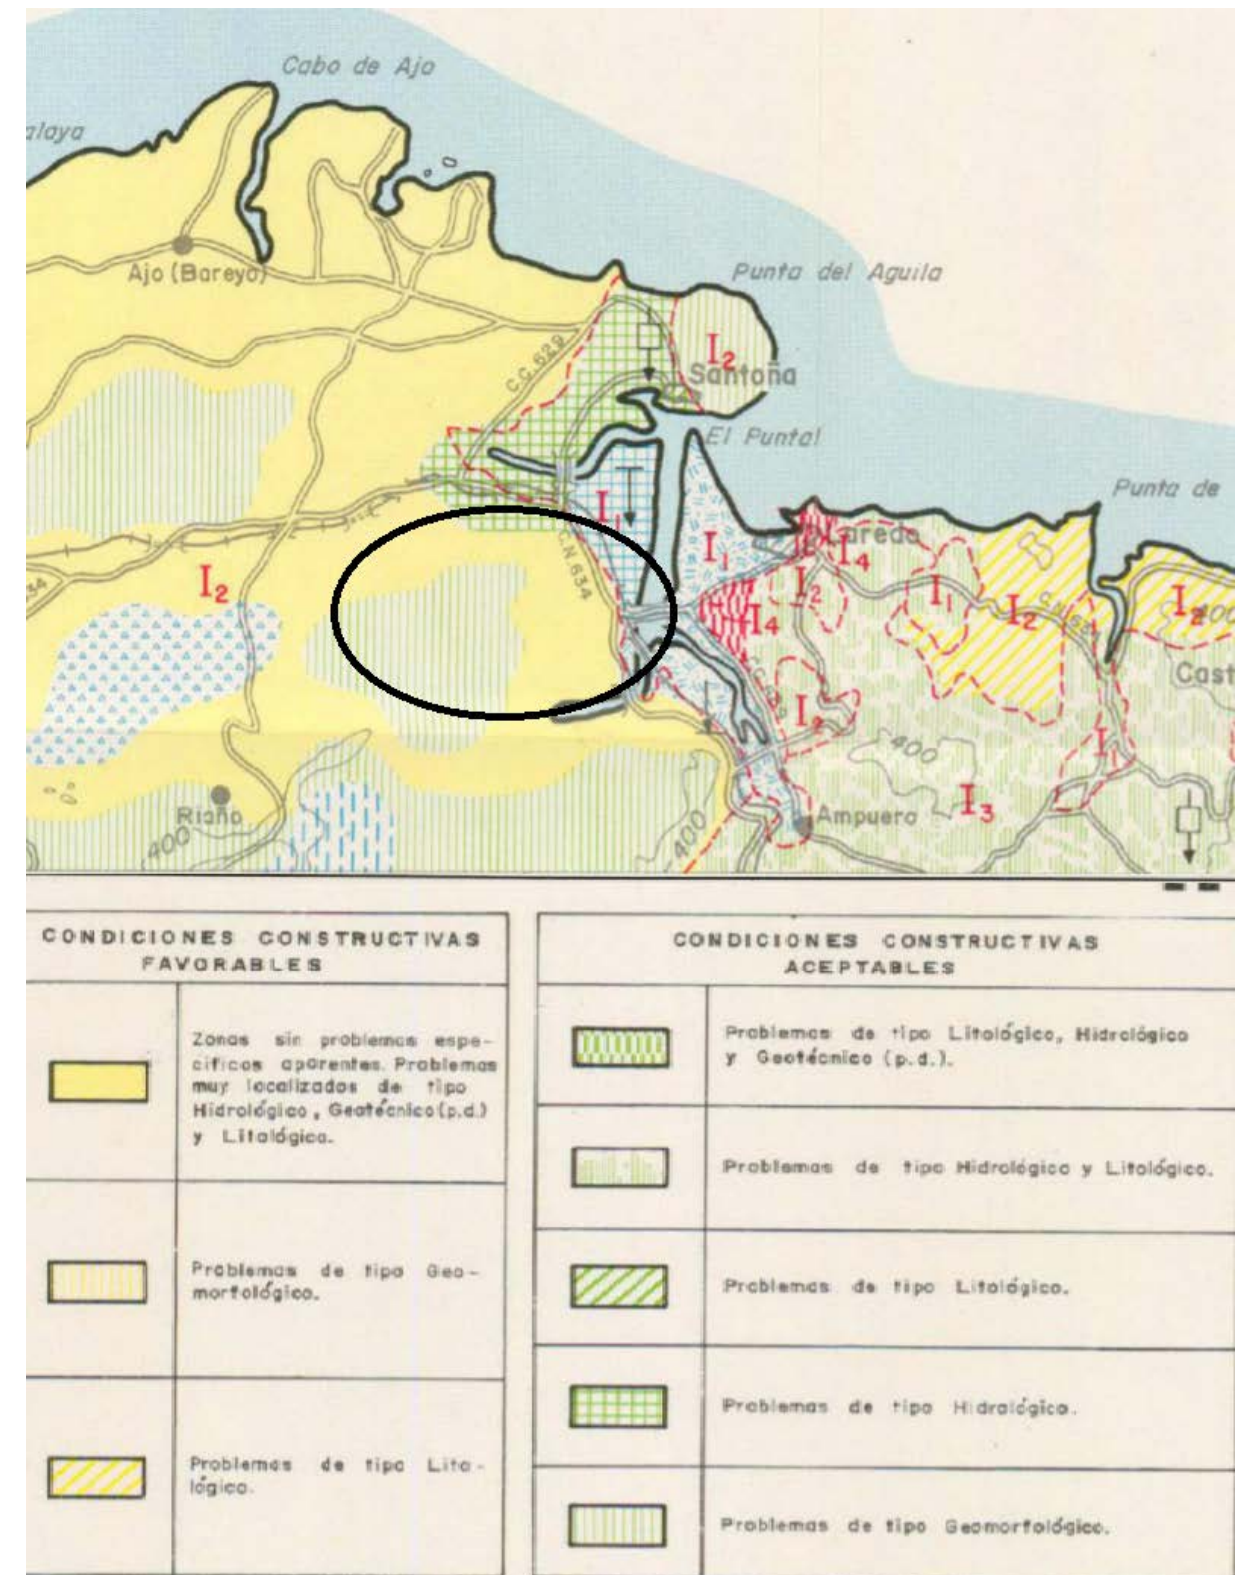 Cabo de Ajo
alaya
Ajo (Bareyo)
Punta del Aguila
C.C.629
I2
Santoña
El Puntal
Punta de
I1
C.N.634
Laredo
I4
I1
I2
I2
I1
I2
I2
400
634
I4
Cast
I2
400
I3
I1
Riaño
400
400
Ampuero
CONDICIONES CONSTRUCTIVAS
FAVORABLES
Zonas sin problemas espe-
cíficos aparentes. Problemas
muy localizados de tipo
Hidrológico, Geotécnico (p.d.)
y Litológico.
Problemas de tipo Geo-
morfológico.
Problemas de tipo Lito-
lógico.
CONDICIONES CONSTRUCTIVAS
ACEPTABLES
Problemas de tipo Litológico, Hidrológico
y Geotécnico (p.d.).
Problemas de tipo Hidrológico y Litológico.
Problemas de tipo Litológico.
Problemas de tipo Hidrológico.
Problemas de tipo Geomorfológico.